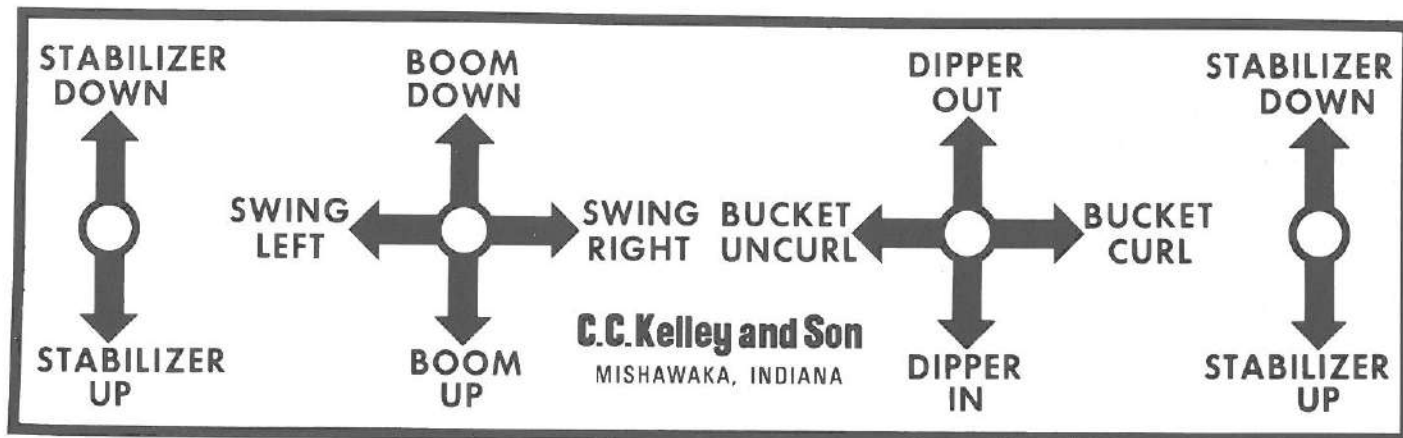 STABILIZER
DOWN
STABILIZER
UP
BOOM
DOWN
SWING
LEFT
SWING
RIGHT
BOOM
UP
DIPPER
OUT
BUCKET
UNCURL
BUCKET
CURL
DIPPER
IN
STABILIZER
DOWN
STABILIZER
UP
C.C.Kelley and Son
MISHAWAKA, INDIANA